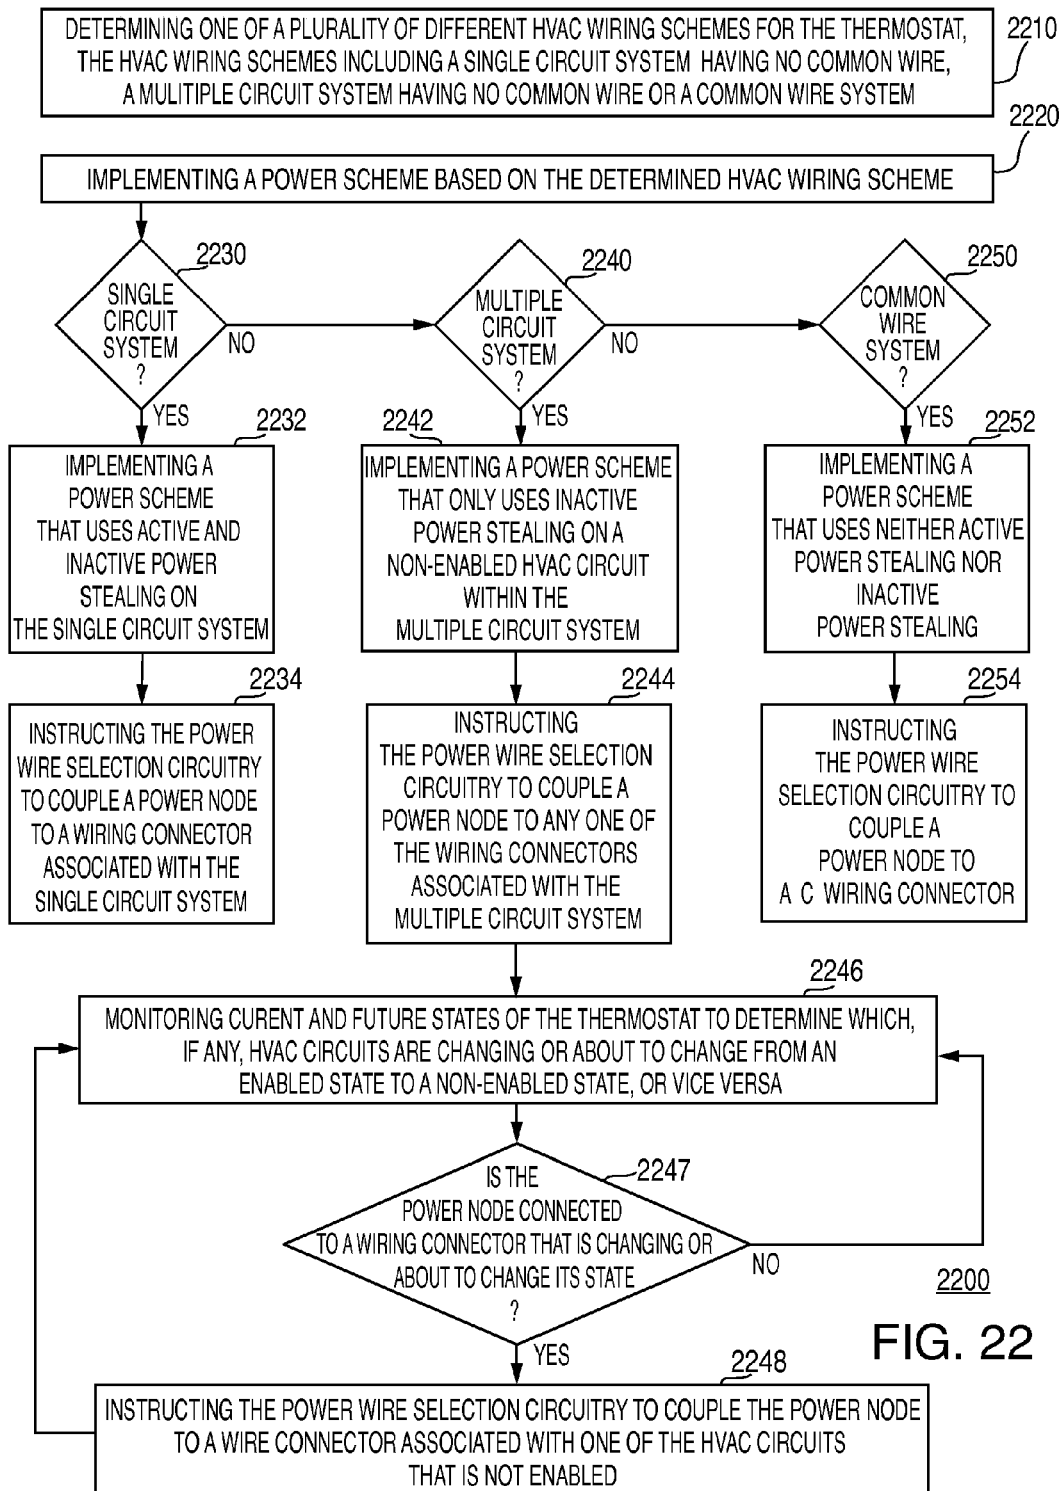 DETERMINING ONE OF A PLURALITY OF DIFFERENT HVAC WIRING SCHEMES FOR THE THERMOSTAT,
THE HVAC WIRING SCHEMES INCLUDING A SINGLE CIRCUIT SYSTEM HAVING NO COMMON WIRE,
A MULITIPLE CIRCUIT SYSTEM HAVING NO COMMON WIRE OR A COMMON WIRE SYSTEM
2210
2220
IMPLEMENTING A POWER SCHEME BASED ON THE DETERMINED HVAC WIRING SCHEME
2230
SINGLE
CIRCUIT
SYSTEM
?
NO
YES
2240
MULTIPLE
CIRCUIT
SYSTEM
?
NO
YES
2250
COMMON
WIRE
SYSTEM
?
YES
2232
IMPLEMENTING A
POWER SCHEME
THAT USES ACTIVE AND
INACTIVE POWER
STEALING ON
THE SINGLE CIRCUIT SYSTEM
2242
IMPLEMENTING A POWER SCHEME
THAT ONLY USES INACTIVE
POWER STEALING ON A
NON-ENABLED HVAC CIRCUIT
WITHIN THE
MULTIPLE CIRCUIT SYSTEM
2252
IMPLEMENTING A
POWER SCHEME
THAT USES NEITHER ACTIVE
POWER STEALING NOR
INACTIVE
POWER STEALING
2234
INSTRUCTING THE POWER
WIRE SELECTION CIRCUITRY
TO COUPLE A POWER NODE
TO A WIRING CONNECTOR
ASSOCIATED WITH THE
SINGLE CIRCUIT SYSTEM
2244
INSTRUCTING
THE POWER WIRE SELECTION
CIRCUITRY TO COUPLE A
POWER NODE TO ANY ONE OF
THE WIRING CONNECTORS
ASSOCIATED WITH THE
MULTIPLE CIRCUIT SYSTEM
2254
INSTRUCTING
THE POWER WIRE
SELECTION CIRCUITRY TO
COUPLE A
POWER NODE TO
A C WIRING CONNECTOR
2246
MONITORING CURENT AND FUTURE STATES OF THE THERMOSTAT TO DETERMINE WHICH,
IF ANY, HVAC CIRCUITS ARE CHANGING OR ABOUT TO CHANGE FROM AN
ENABLED STATE TO A NON-ENABLED STATE, OR VICE VERSA
2247
IS THE
POWER NODE CONNECTED
TO A WIRING CONNECTOR THAT IS CHANGING OR
ABOUT TO CHANGE ITS STATE
?
NO
YES
2200
FIG. 22
2248
INSTRUCTING THE POWER WIRE SELECTION CIRCUITRY TO COUPLE THE POWER NODE
TO A WIRE CONNECTOR ASSOCIATED WITH ONE OF THE HVAC CIRCUITS
THAT IS NOT ENABLED